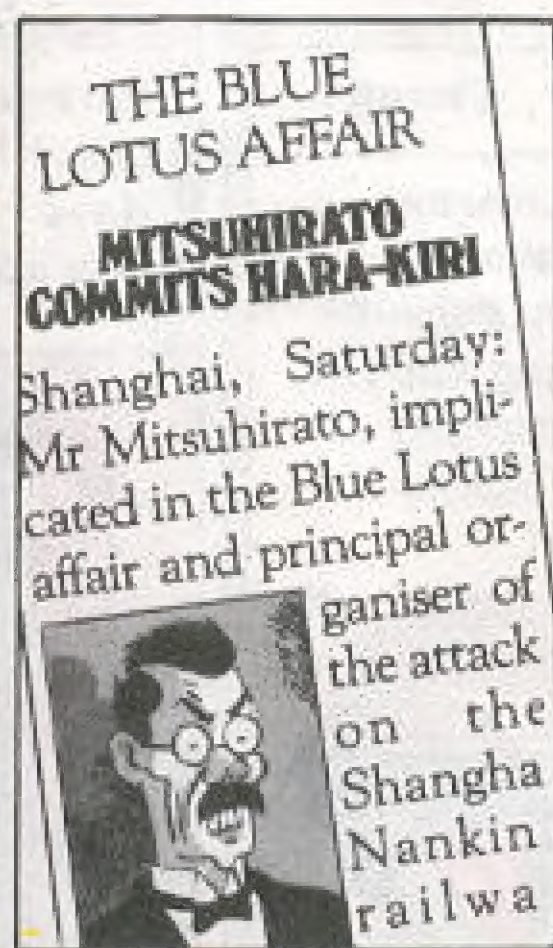 THE BLUE
LOTUS AFFAIR
MITSUHIRATO
COMMITS HARA-KIRI
Shanghai, Saturday:
Mr Mitsuhirato, impli-
cated in the Blue Lotus
affair and principal or-
ganiser of
the attack
on the
Shangha
Nankin
railwa